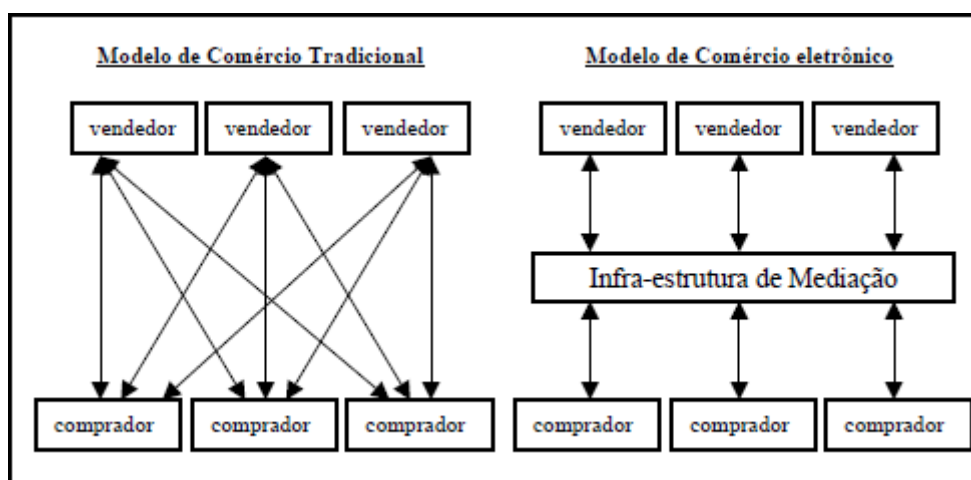 Modelo de Comércio Tradicional
vendedor vendedor vendedor
comprador comprador comprador
Modelo de Comércio eletrônico
vendedor vendedor vendedor
Infra-estrutura de Mediação
comprador comprador comprador